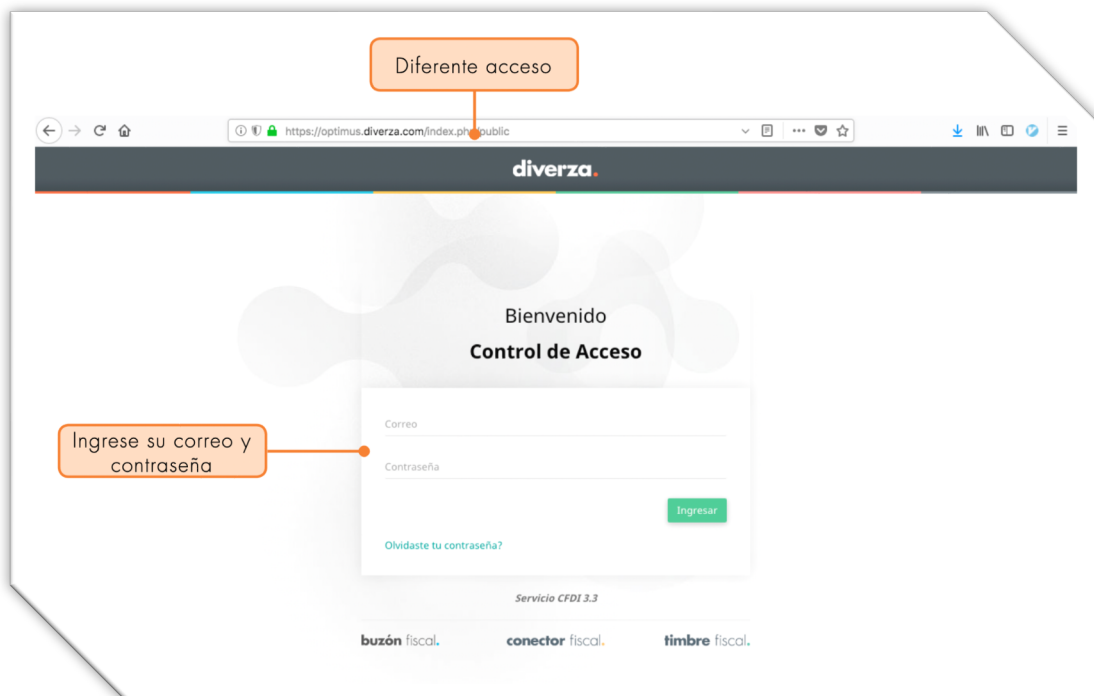 Diferente acceso
https://optimus.diverza.com/index.php/public
diverza.
Bienvenido
Control de Acceso
Ingrese su correo y
contraseña
Correo
Contraseña
Ingresar
Olvidaste tu contraseña?
Servicio CFDI 3.3
buzón fiscal. conector fiscal. timbre fiscal.